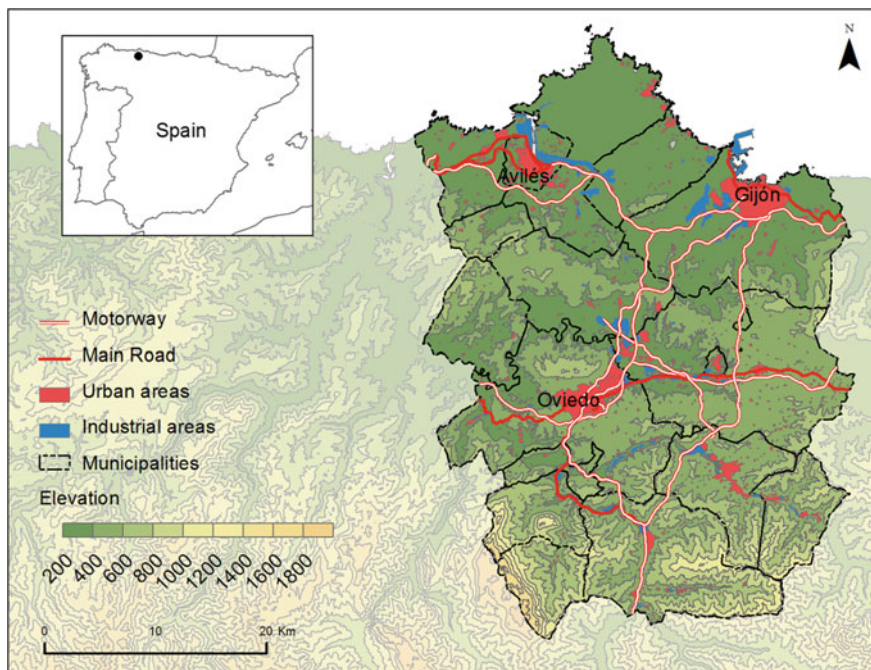 Spain
N
Avilés
Gijón
Oviedo
Motorway
Main Road
Urban areas
Industrial areas
Municipalities
Elevation
200 400 600 800 1000 1200 1400 1600 1800
0 10 20 Km